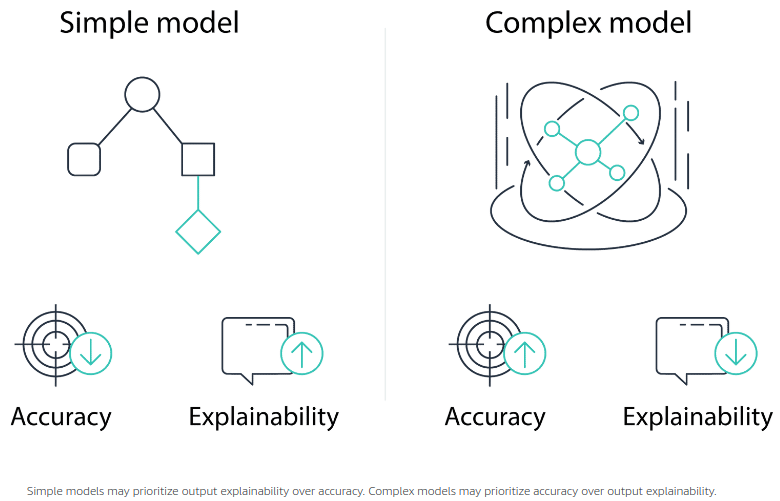 Simple model
Complex model
Accuracy
Explainability
Accuracy
Explainability
Simple models may prioritize output explainability over accuracy. Complex models may prioritize accuracy over output explainability.